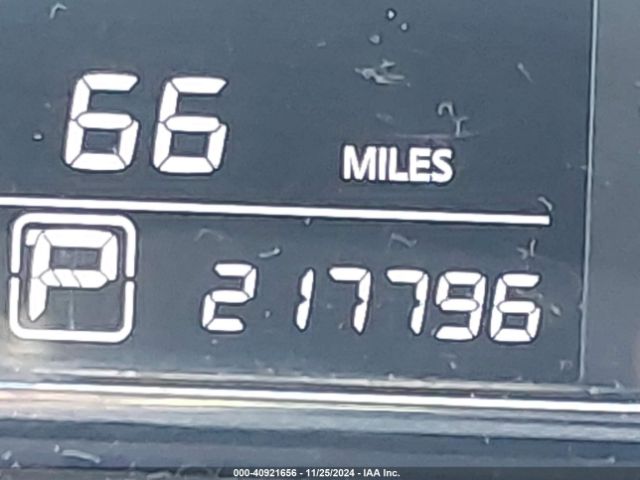 66 MILES
P 217796
000-40921656 - 11/25/2024 - IAA Inc.